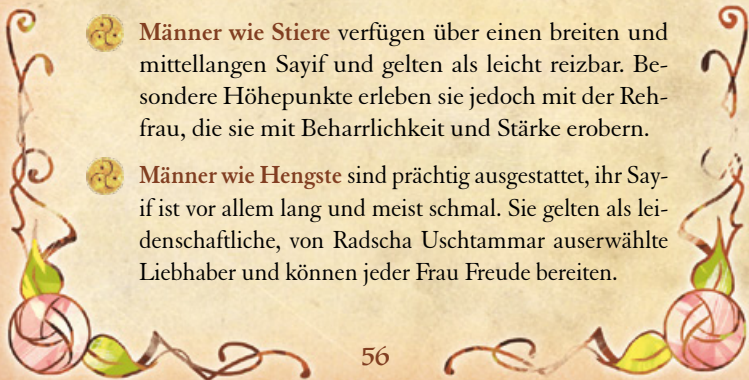 Männer wie Stiere verfügen über einen breiten und
mittellangen Sayif und gelten als leicht reizbar. Be-
sondere Höhepunkte erleben sie jedoch mit der Reh-
frau, die sie mit Beharrlichkeit und Stärke erobern.
Männer wie Hengste sind prächtig ausgestattet, ihr Say-
if ist vor allem lang und meist schmal. Sie gelten als lei-
denschaftliche, von Radscha Uschtammar auserwählte
Liebhaber und können jeder Frau Freude bereiten.
56